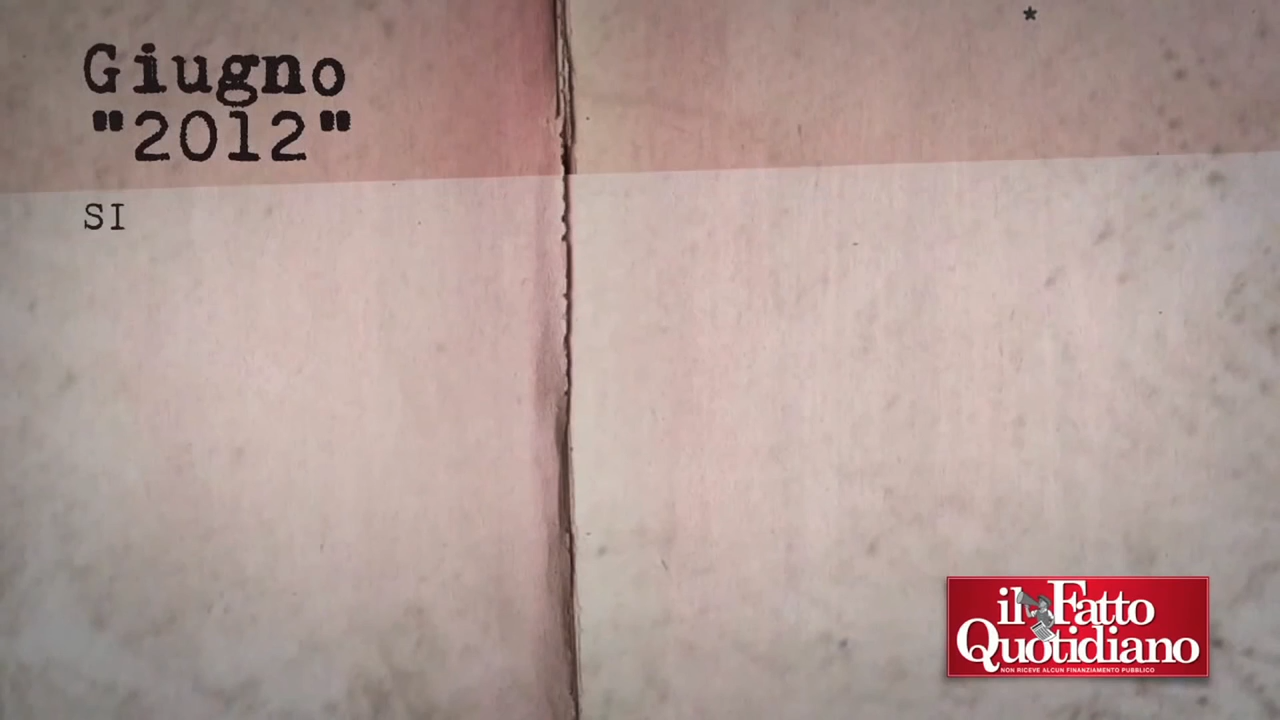 Giugno
"2012"
SI
*
il Fatto
Quotidiano
NON RICEVE ALCUN FINANZIAMENTO PUBBLICO